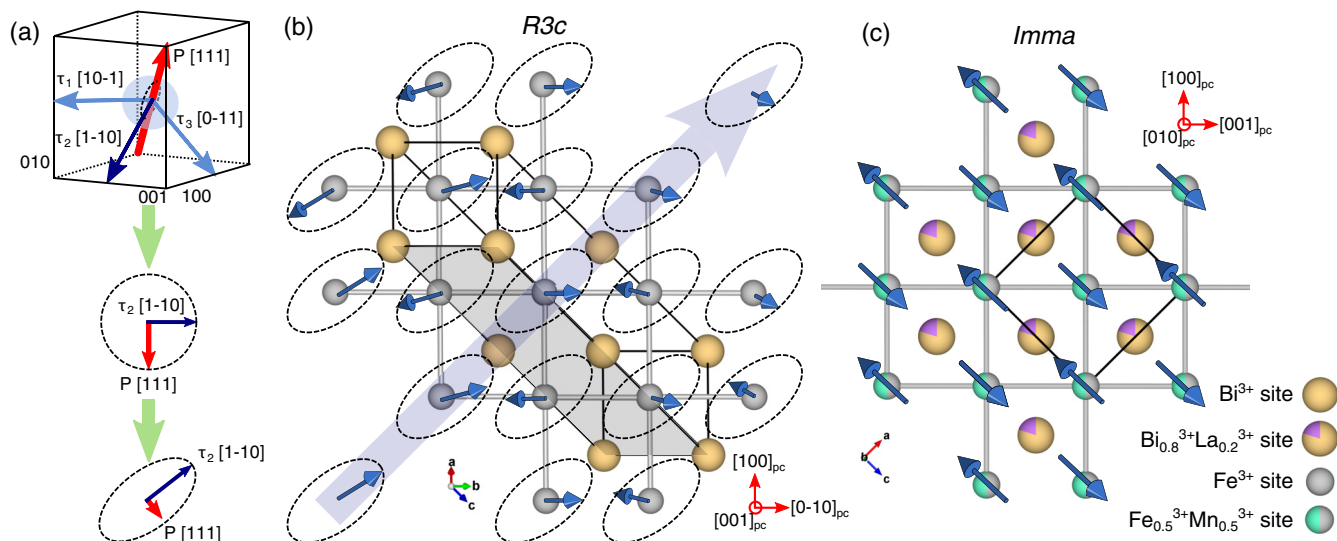 (a)
P [111]
τ₁ [10-1]
τ₂ [1-10]
τ₃ [0-11]
010
001
100
τ₂ [1-10]
P [111]
τ₂ [1-10]
P [111]
(b)
R3c
a
b
c
[100]pc
[001]pc
[0-10]pc
(c)
Imma
[100]pc
[010]pc
[001]pc
a
b
c
Bi³⁺ site
Bi₀.₈³⁺La₀.₂³⁺ site
Fe³⁺ site
Fe₀.₅³⁺Mn₀.₅³⁺ site